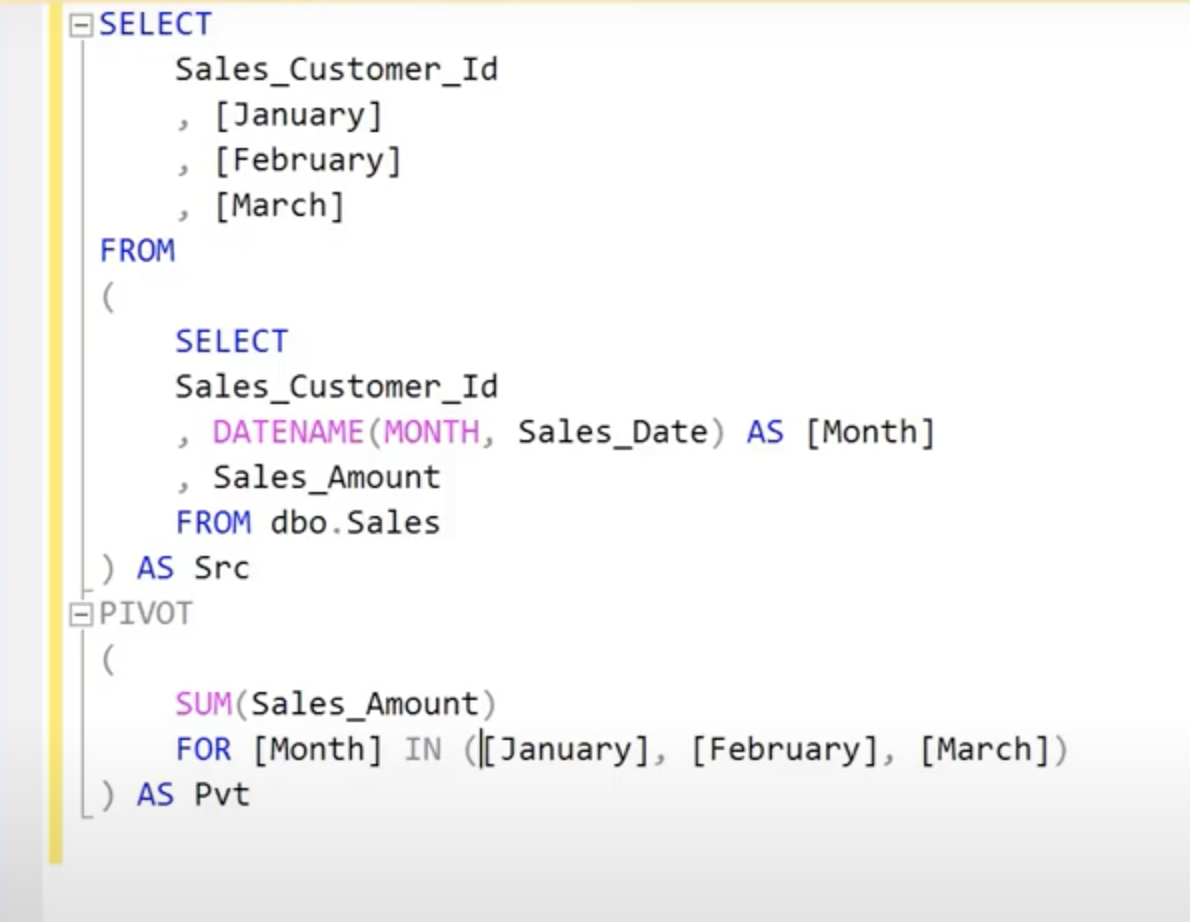 SELECT
Sales_Customer_Id
, [January]
, [February]
, [March]
FROM
(
SELECT
Sales_Customer_Id
, DATENAME(MONTH, Sales_Date) AS [Month]
, Sales_Amount
FROM dbo.Sales
) AS Src
PIVOT
(
SUM(Sales_Amount)
FOR [Month] IN ([January], [February], [March])
) AS Pvt